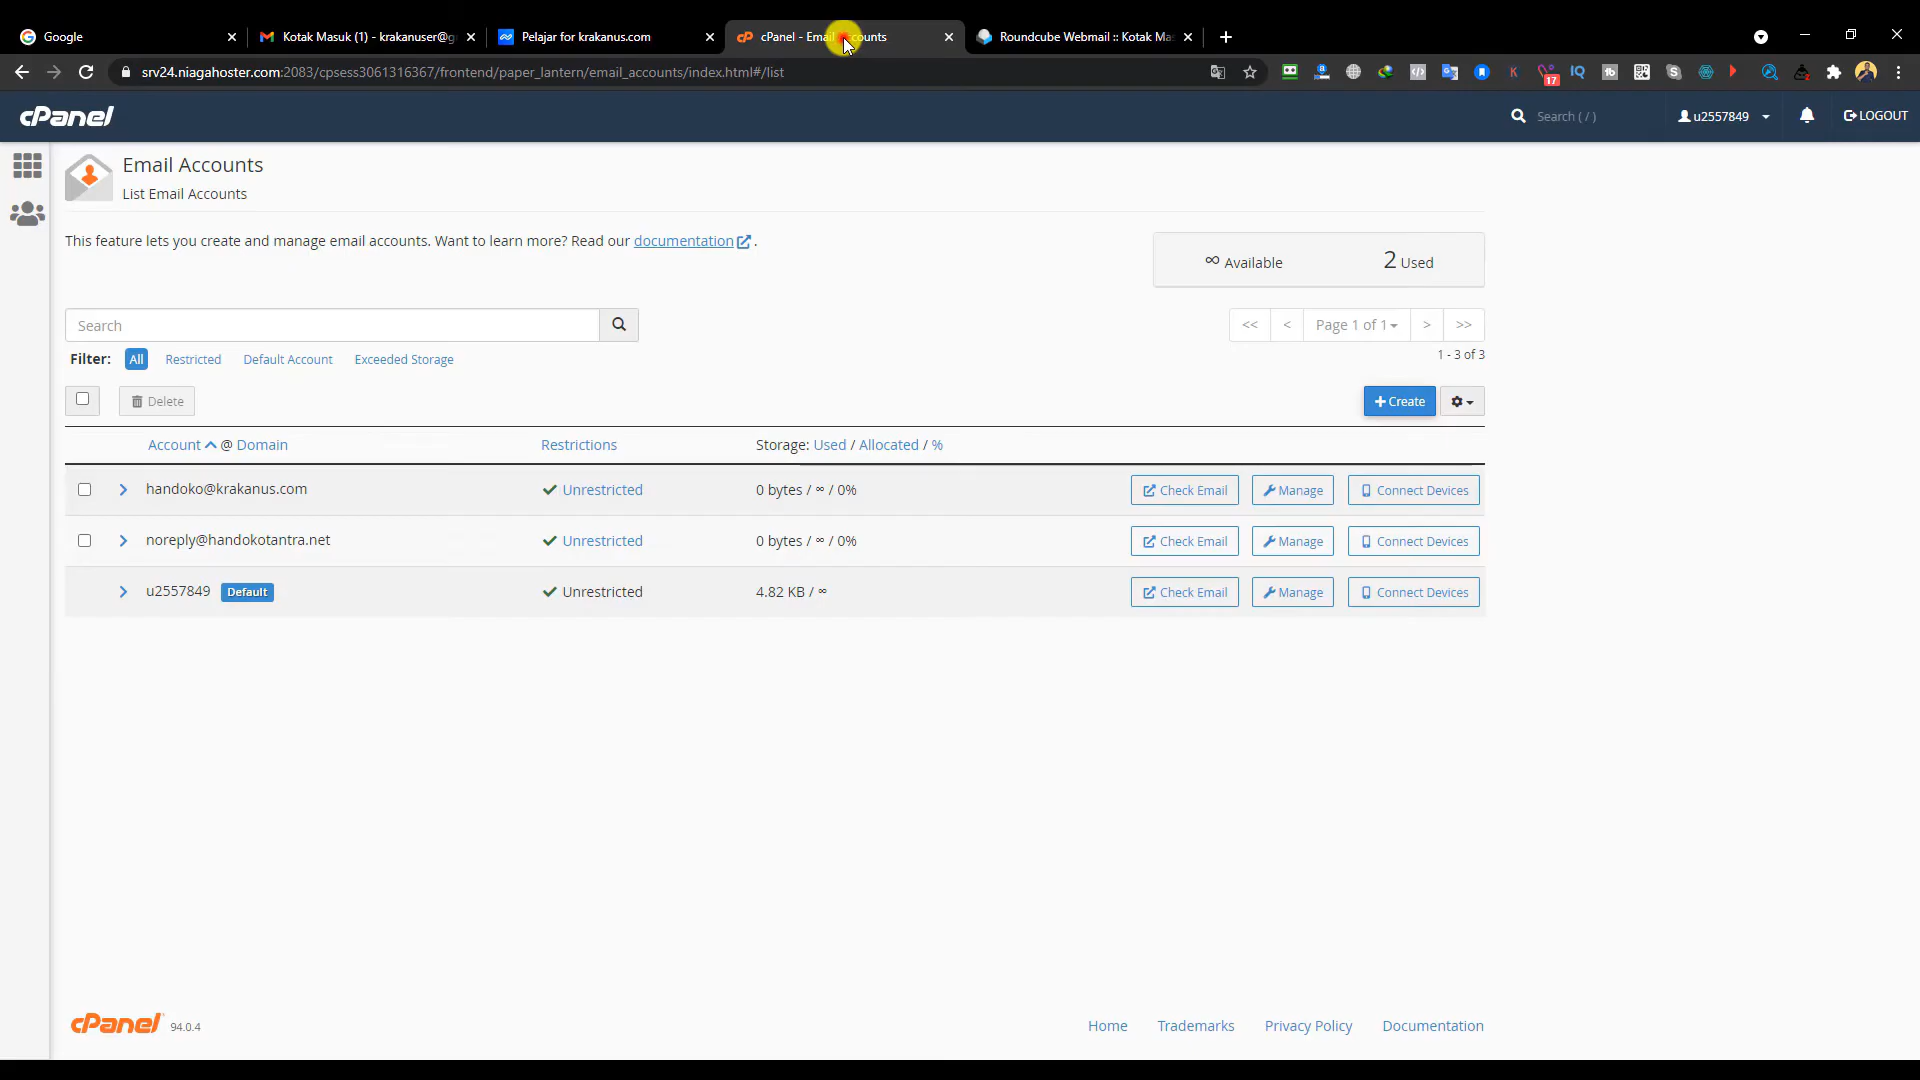 Google
Kotak Masuk (1) - krakanuser@g
Pelajar for krakanus.com
cPanel - Email Accounts
Roundcube Webmail :: Kotak Mas
srv24.niagahoster.com:2083/cpsess3061316367/frontend/paper_lantern/email_accounts/index.html#/list
17
cPanel
Search ( / )
u2557849
LOGOUT
Email Accounts
List Email Accounts
This feature lets you create and manage email accounts. Want to learn more? Read our documentation .
∞ Available
2 Used
Search
<< < Page 1 of 1 > >>
Filter: All Restricted Default Account Exceeded Storage
1 - 3 of 3
Delete
+ Create
Account @ Domain
Restrictions
Storage: Used / Allocated / %
handoko@krakanus.com
Unrestricted
0 bytes / ∞ / 0%
Check Email
Manage
Connect Devices
noreply@handokotantra.net
Unrestricted
0 bytes / ∞ / 0%
Check Email
Manage
Connect Devices
u2557849 Default
Unrestricted
4.82 KB / ∞
Check Email
Manage
Connect Devices
cPanel 94.0.4
Home
Trademarks
Privacy Policy
Documentation